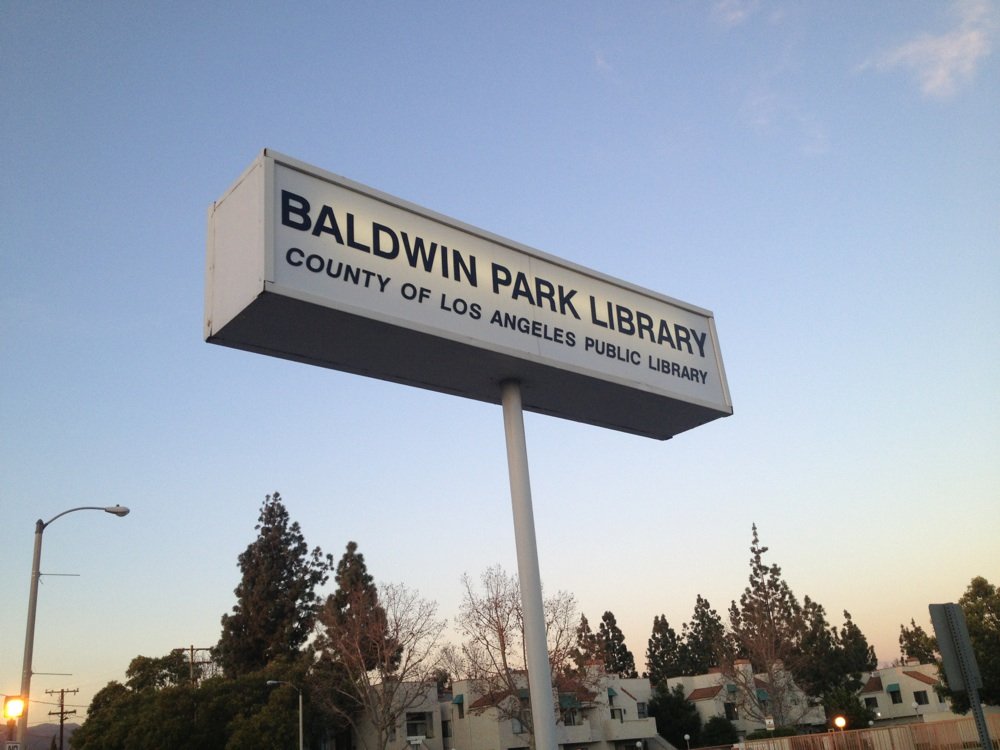 BALDWIN PARK LIBRARY
COUNTY OF LOS ANGELES PUBLIC LIBRARY